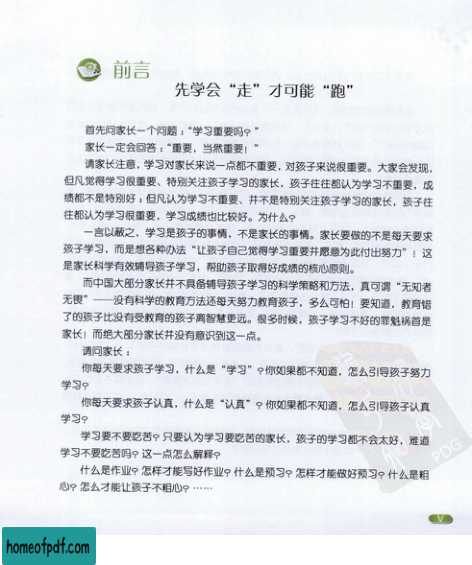 前言
先学会“走”才可能“跑”
首先问家长一个问题：“学习重要吗？”
家长一定会回答：“重要，当然重要！”
请家长注意，学习对家长来说一点都不重要，对孩子来说很重要。大家会发现，
但凡觉得学习很重要、特别关注孩子学习的家长，孩子往往都认为学习不重要，成
绩都不是特别好；但凡认为学习不重要、并不是特别关注孩子学习的家长，孩子往
往都认为学习很重要，学习成绩也比较好。为什么？
一言以蔽之，学习是孩子的事情，不是家长的事情。家长要做的不是每天要求
孩子学习，而是想各种办法“让孩子自己觉得学习重要并愿意为此付出努力”！这
是家长科学有效辅导孩子学习，帮助孩子取得好成绩的核心原则。
而中国大部分家长并不具备辅导孩子学习的科学策略和方法，真可谓“无知者
无畏”——没有科学的教育方法还每天努力教育孩子，多么可怕！要知道，教育错
了的孩子比没有受教育的孩子离智慧更远。很多时候，孩子学习不好的罪魁祸首是
家长！而绝大部分家长并没有意识到这一点。
请问家长：
你每天要求孩子学习，什么是“学习”？你如果都不知道，怎么引导孩子努力
学习？
你每天要求孩子认真，什么是“认真”？你如果都不知道，怎么引导孩子认真
学习？
学习要不要吃苦？只要认为学习要吃苦的家长，孩子的学习都不会太好，难道
学习不要吃苦吗？这一点怎么解释？
什么是作业？怎样才能写好作业？什么是预习？怎样才能做好预习？什么是粗
心？怎么才能让孩子不粗心？……
PDG
V
homeofpdf.com